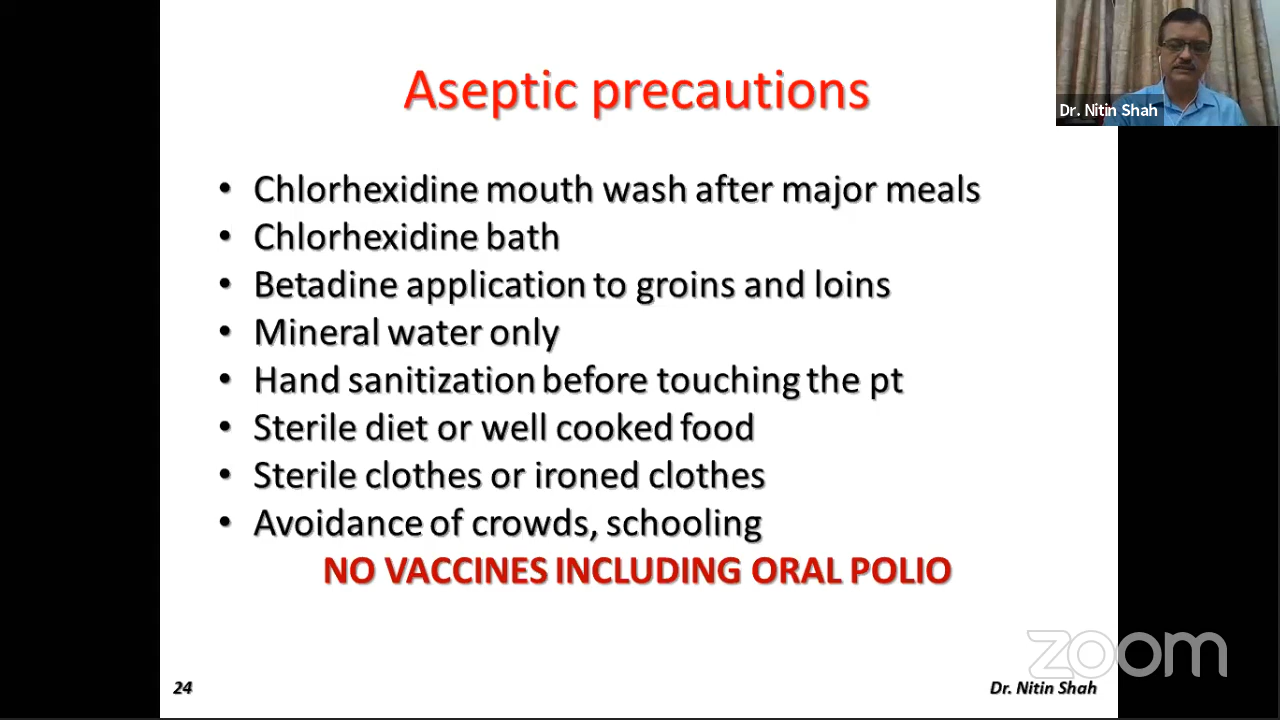 Aseptic precautions
Dr. Nitin Shah
• Chlorhexidine mouth wash after major meals
• Chlorhexidine bath
• Betadine application to groins and loins
• Mineral water only
• Hand sanitization before touching the pt
• Sterile diet or well cooked food
• Sterile clothes or ironed clothes
• Avoidance of crowds, schooling
NO VACCINES INCLUDING ORAL POLIO
zoom
24
Dr. Nitin Shah